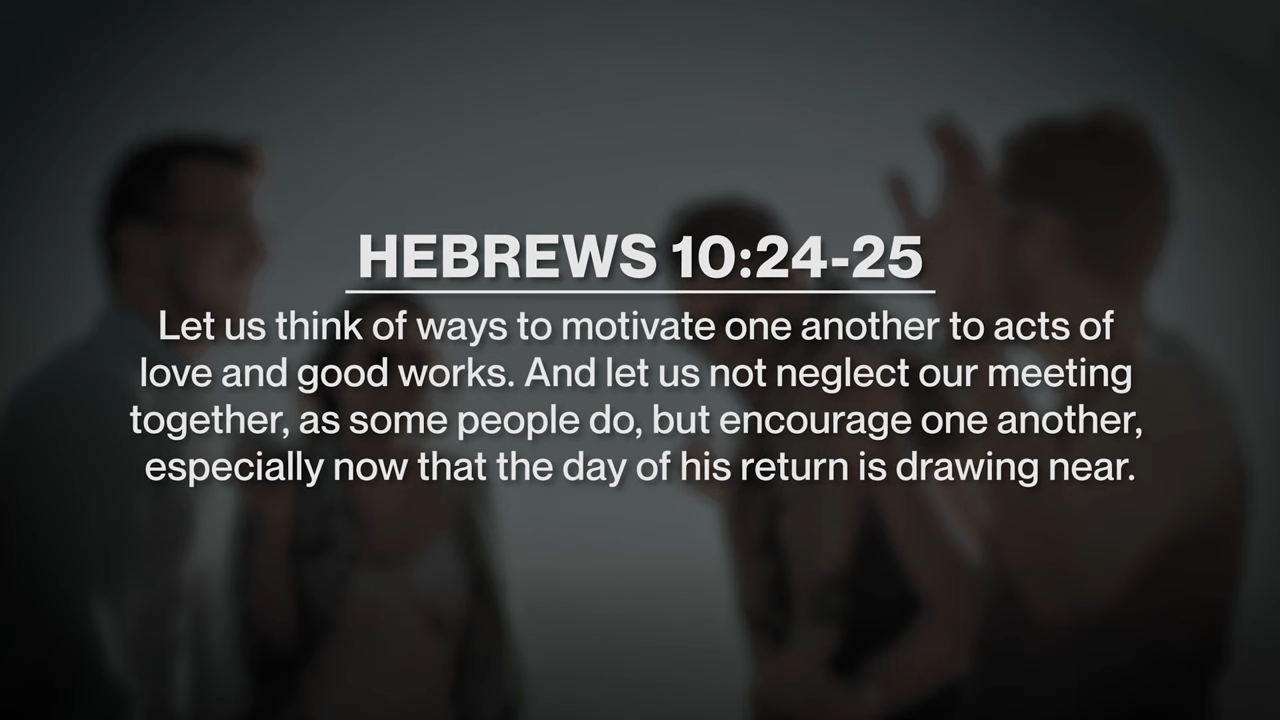 HEBREWS 10:24-25
Let us think of ways to motivate one another to acts of
love and good works. And let us not neglect our meeting
together, as some people do, but encourage one another,
especially now that the day of his return is drawing near.